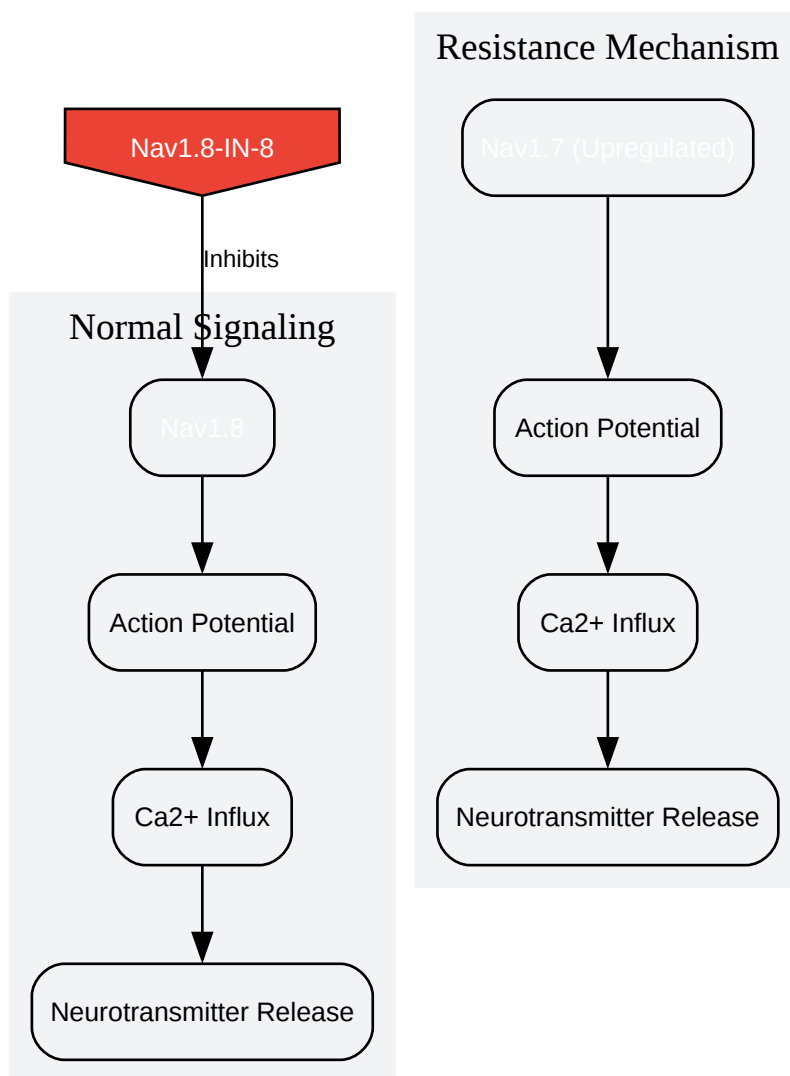 Nav1.8-IN-8
Inhibits
Normal Signaling
Nav1.8
Action Potential
Ca2+ Influx
Neurotransmitter Release
Resistance Mechanism
Nav1.7 (Upregulated)
Action Potential
Ca2+ Influx
Neurotransmitter Release